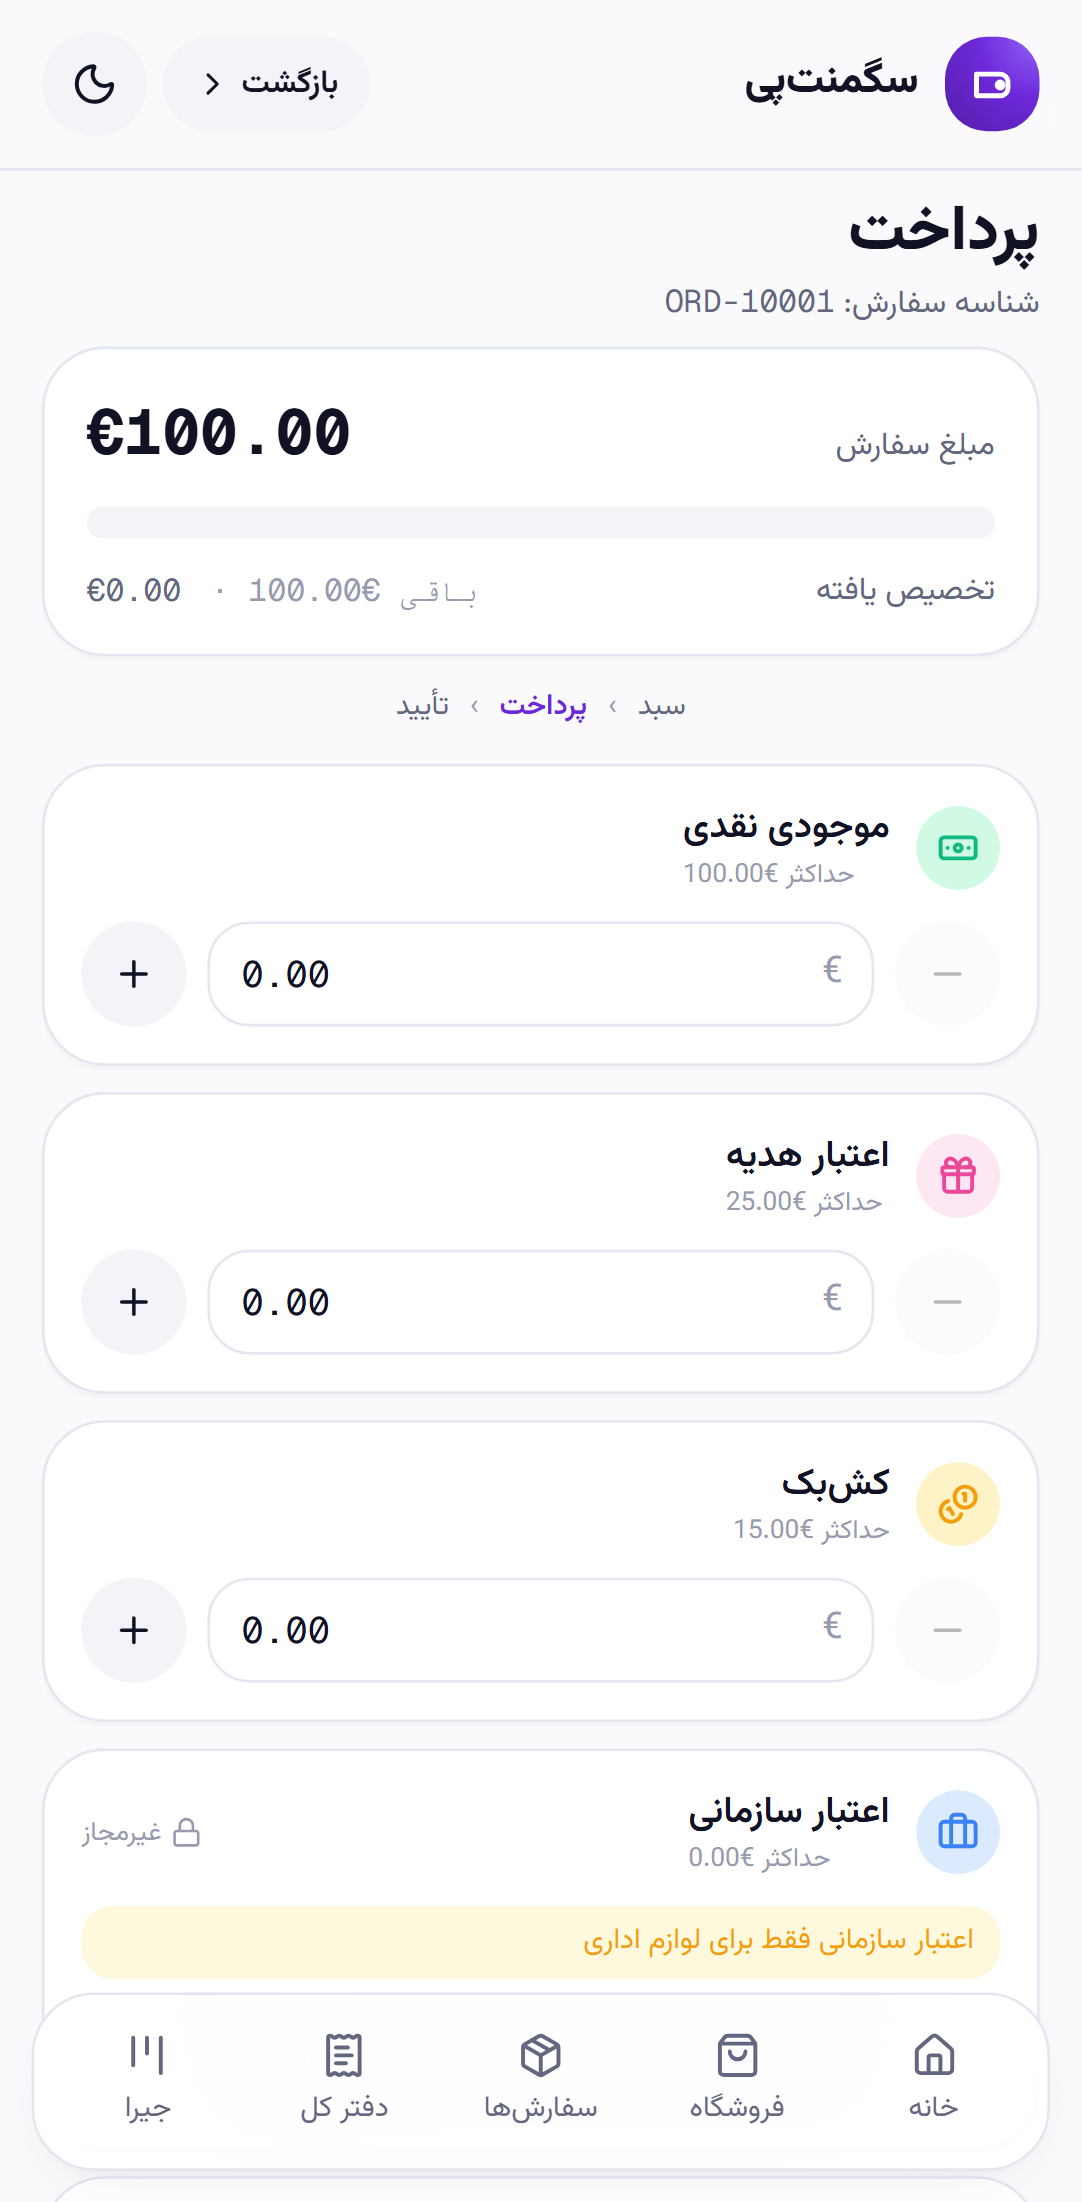 سگمنت‌پی
بازگشت
پرداخت
شناسه سفارش: ORD-10001
مبلغ سفارش €100.00
تخصیص یافته €0.00 · باقی 100.00€
سبد › پرداخت › تأیید
موجودی نقدی
حداکثر 100.00€
€ 0.00
اعتبار هدیه
حداکثر 25.00€
€ 0.00
کش‌بک
حداکثر 15.00€
€ 0.00
اعتبار سازمانی
غیرمجاز
حداکثر 0.00€
اعتبار سازمانی فقط برای لوازم اداری
خانه فروشگاه سفارش‌ها دفتر کل جیرا